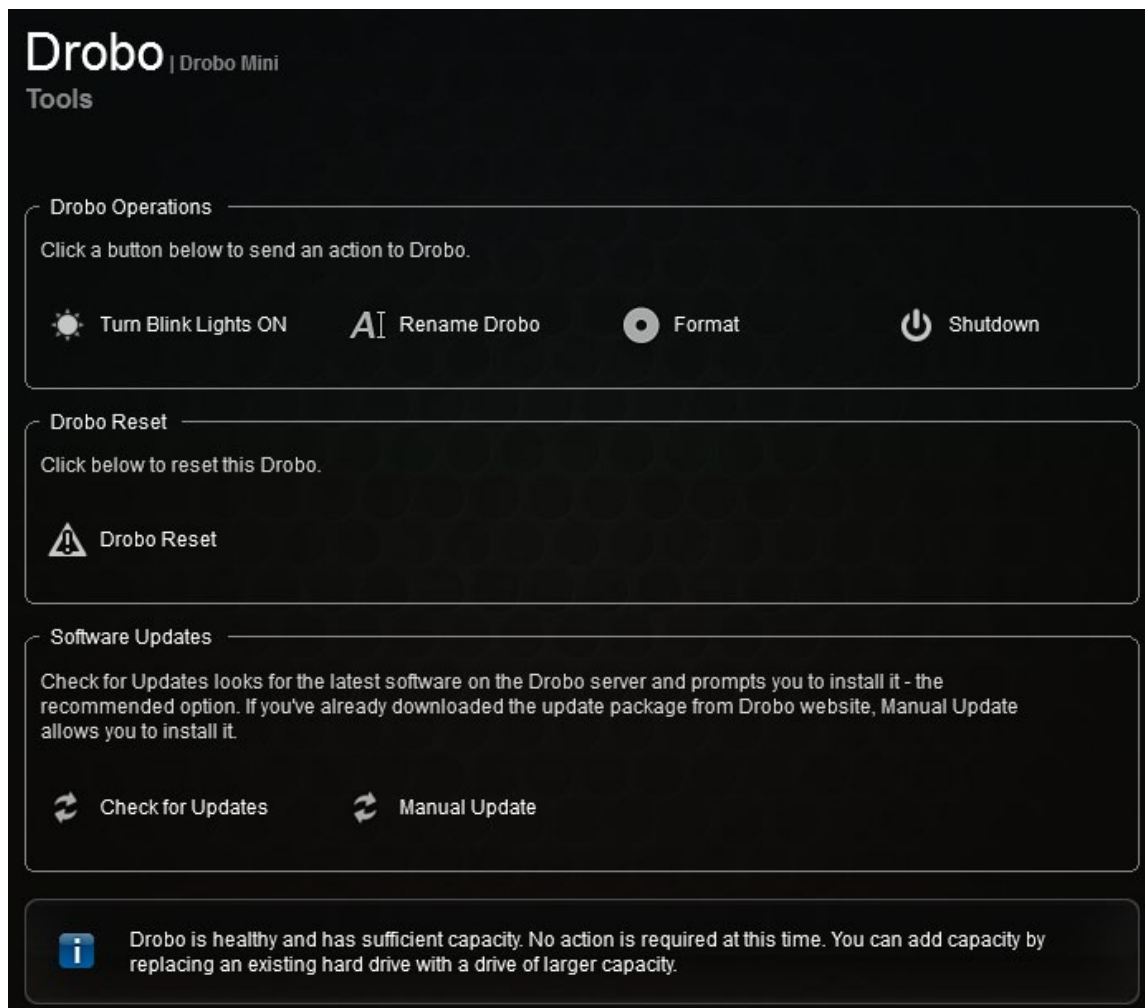 Drobo | Drobo Mini
Tools
Drobo Operations
Click a button below to send an action to Drobo.
Turn Blink Lights ON
Rename Drobo
Format
Shutdown
Drobo Reset
Click below to reset this Drobo.
Drobo Reset
Software Updates
Check for Updates looks for the latest software on the Drobo server and prompts you to install it - the
recommended option. If you've already downloaded the update package from Drobo website, Manual Update
allows you to install it.
Check for Updates
Manual Update
Drobo is healthy and has sufficient capacity. No action is required at this time. You can add capacity by
replacing an existing hard drive with a drive of larger capacity.